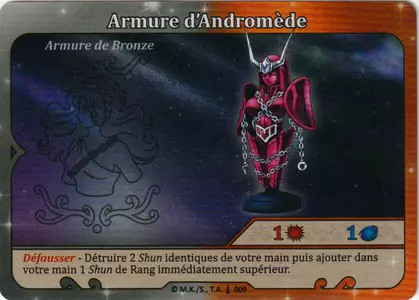 Armure d'Andromède
Armure de Bronze
1 1
Défausser - Détruire 2 Shun identiques de votre main puis ajouter dans
votre main 1 Shun de Rang immédiatement supérieur.
© M.K./S., T.A. 009